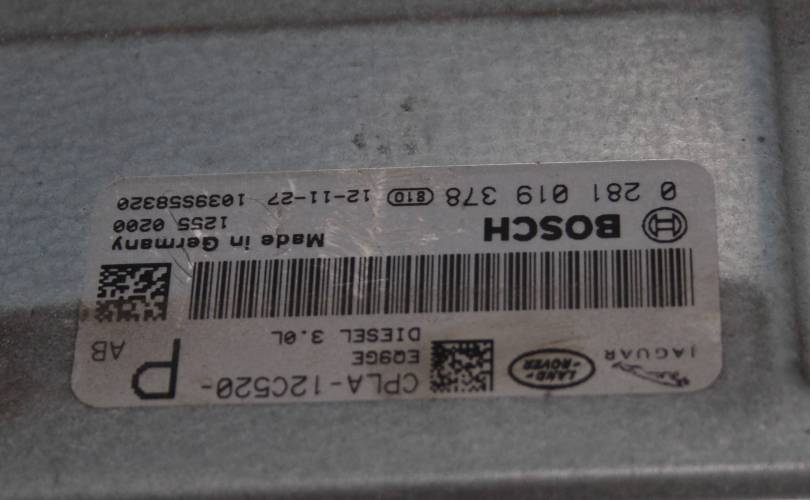 JAGUAR
LAND-
-ROVER
CPLA-12C520-
EQ9GE
DIESEL 3.0L
P
AB
BOSCH
Made in Germany
1255 0200
0 281 019 378 810 12-11-27 1039S58320